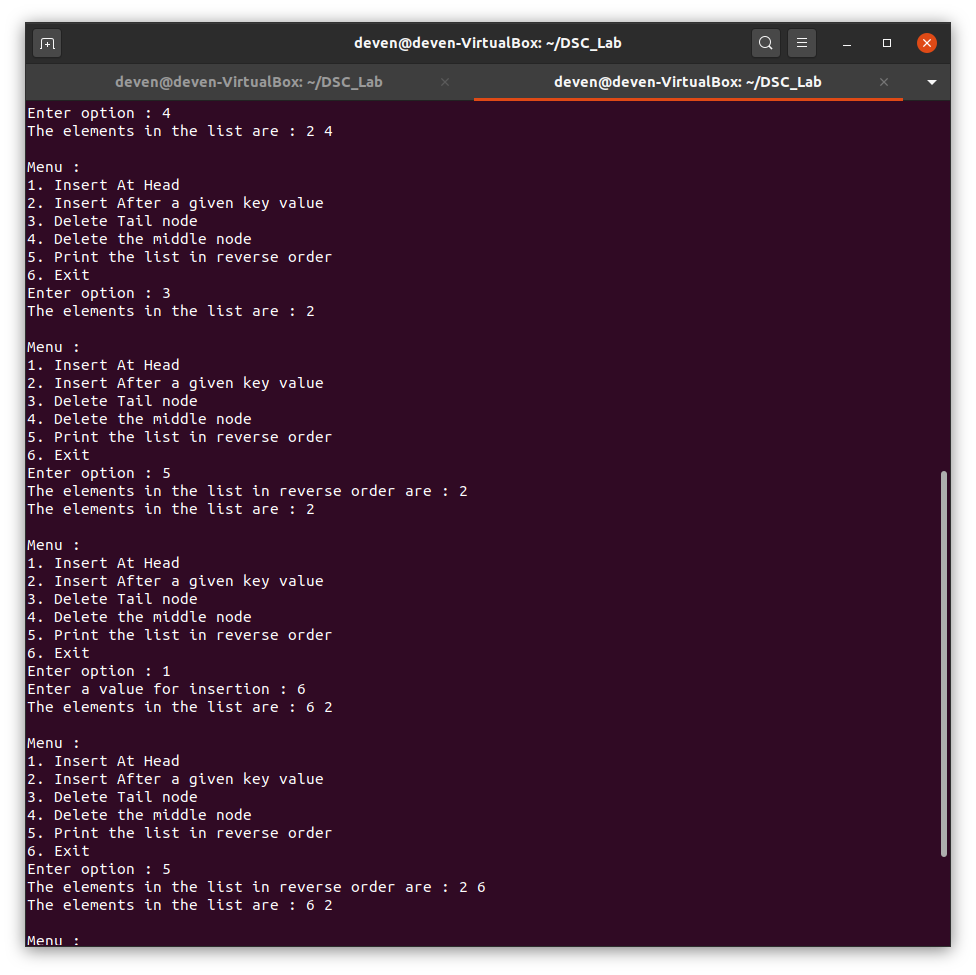 deven@deven-VirtualBox: ~/DSC_Lab
deven@deven-VirtualBox: ~/DSC_Lab
deven@deven-VirtualBox: ~/DSC_Lab
Enter option : 4
The elements in the list are : 2 4
Menu :
1. Insert At Head
2. Insert After a given key value
3. Delete Tail node
4. Delete the middle node
5. Print the list in reverse order
6. Exit
Enter option : 3
The elements in the list are : 2
Menu :
1. Insert At Head
2. Insert After a given key value
3. Delete Tail node
4. Delete the middle node
5. Print the list in reverse order
6. Exit
Enter option : 5
The elements in the list in reverse order are : 2
The elements in the list are : 2
Menu :
1. Insert At Head
2. Insert After a given key value
3. Delete Tail node
4. Delete the middle node
5. Print the list in reverse order
6. Exit
Enter option : 1
Enter a value for insertion : 6
The elements in the list are : 6 2
Menu :
1. Insert At Head
2. Insert After a given key value
3. Delete Tail node
4. Delete the middle node
5. Print the list in reverse order
6. Exit
Enter option : 5
The elements in the list in reverse order are : 2 6
The elements in the list are : 6 2
Menu :